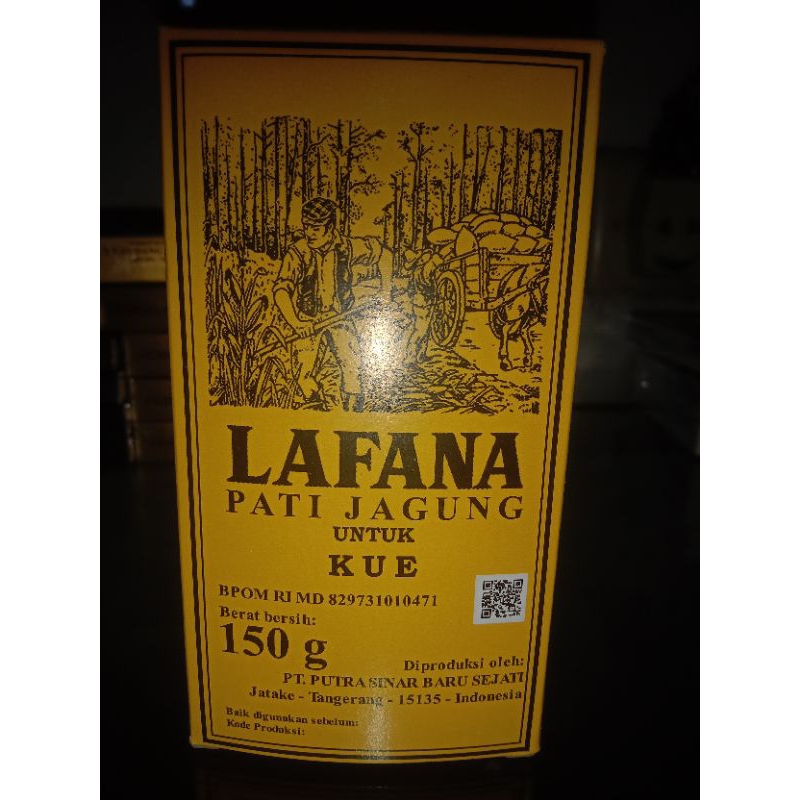 LAFANA
PATI JAGUNG
UNTUK
KUE
BPOM RI MD 829731010471
Berat bersih:
150 g
Diproduksi oleh:
PT. PUTRA SINAR BARU SEJATI
Jatake - Tangerang - 15135 - Indonesia
Baik digunakan sebelum:
Kode Produksi: